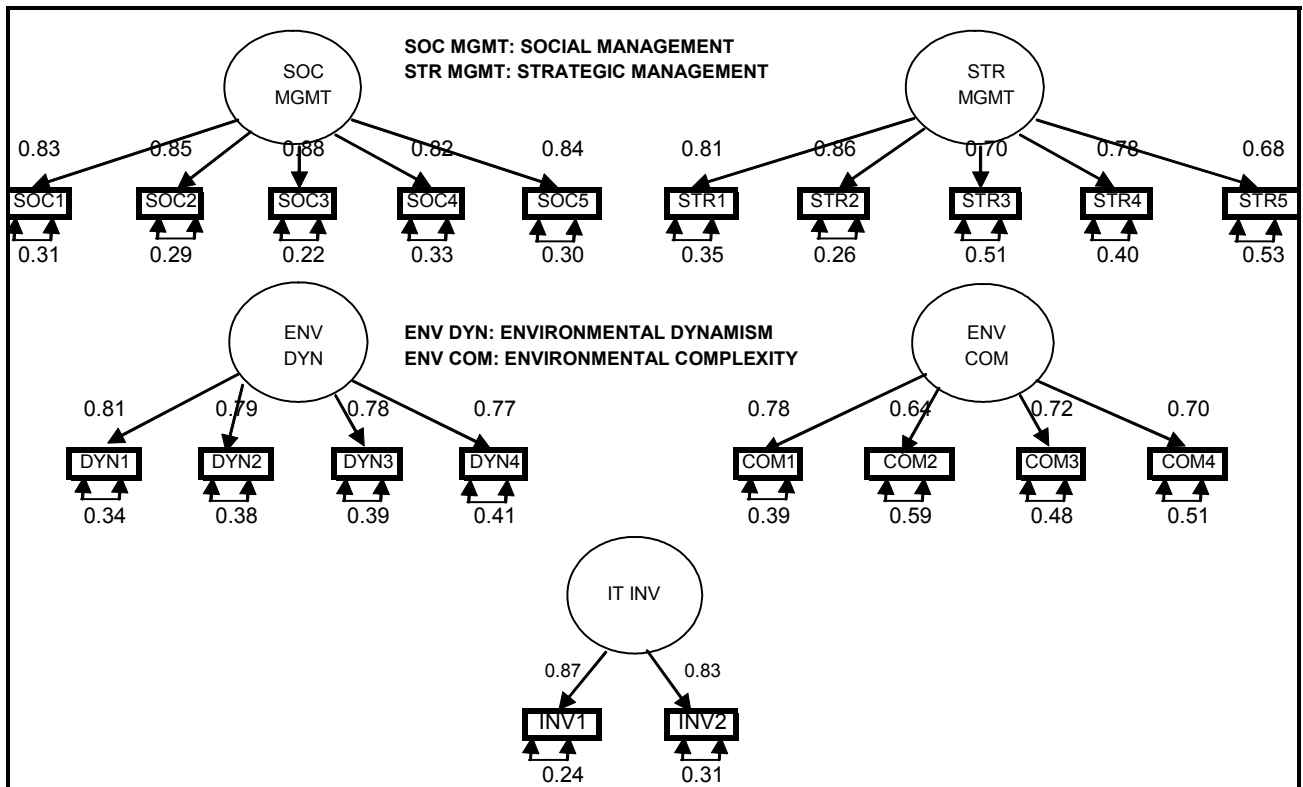 SOC
MGMT
SOC MGMT: SOCIAL MANAGEMENT
STR MGMT: STRATEGIC MANAGEMENT
STR
MGMT
0.83 0.85 0.88 0.82 0.84 0.81 0.86 0.70 0.78 0.68
SOC1 SOC2 SOC3 SOC4 SOC5 STR1 STR2 STR3 STR4 STR5
0.31 0.29 0.22 0.33 0.30 0.35 0.26 0.51 0.40 0.53
ENV
DYN
ENV DYN: ENVIRONMENTAL DYNAMISM
ENV COM: ENVIRONMENTAL COMPLEXITY
ENV
COM
0.81 0.79 0.78 0.77 0.78 0.64 0.72 0.70
DYN1 DYN2 DYN3 DYN4 COM1 COM2 COM3 COM4
0.34 0.38 0.39 0.41 0.39 0.59 0.48 0.51
IT INV
0.87 0.83
INV1 INV2
0.24 0.31